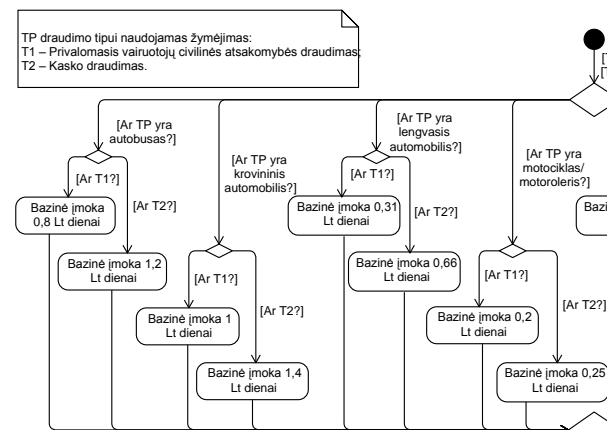 TP draudimo tipui naudojamas žymėjimas:
T1 – Privalomasis vairuotojų civilinės atsakomybės draudimas;
T2 – Kasko draudimas.
[Ar TP yra
autobusas?]
[Ar T1?]
[Ar T2?]
Bazinė įmoka
0,8 Lt dienai
Bazinė įmoka 1,2
Lt dienai
[Ar TP yra
krovininis
automobilis?]
[Ar T1?]
[Ar T2?]
Bazinė įmoka 1
Lt dienai
Bazinė įmoka 1,4
Lt dienai
[Ar TP yra
lengvasis
automobilis?]
[Ar T1?]
[Ar T2?]
Bazinė įmoka 0,31
Lt dienai
Bazinė įmoka 0,66
Lt dienai
[Ar TP yra
motociklas/
motoroleris?]
[Ar T1?]
[Ar T2?]
Bazinė įmoka 0,2
Lt dienai
Bazinė įmoka 0,25
Lt dienai